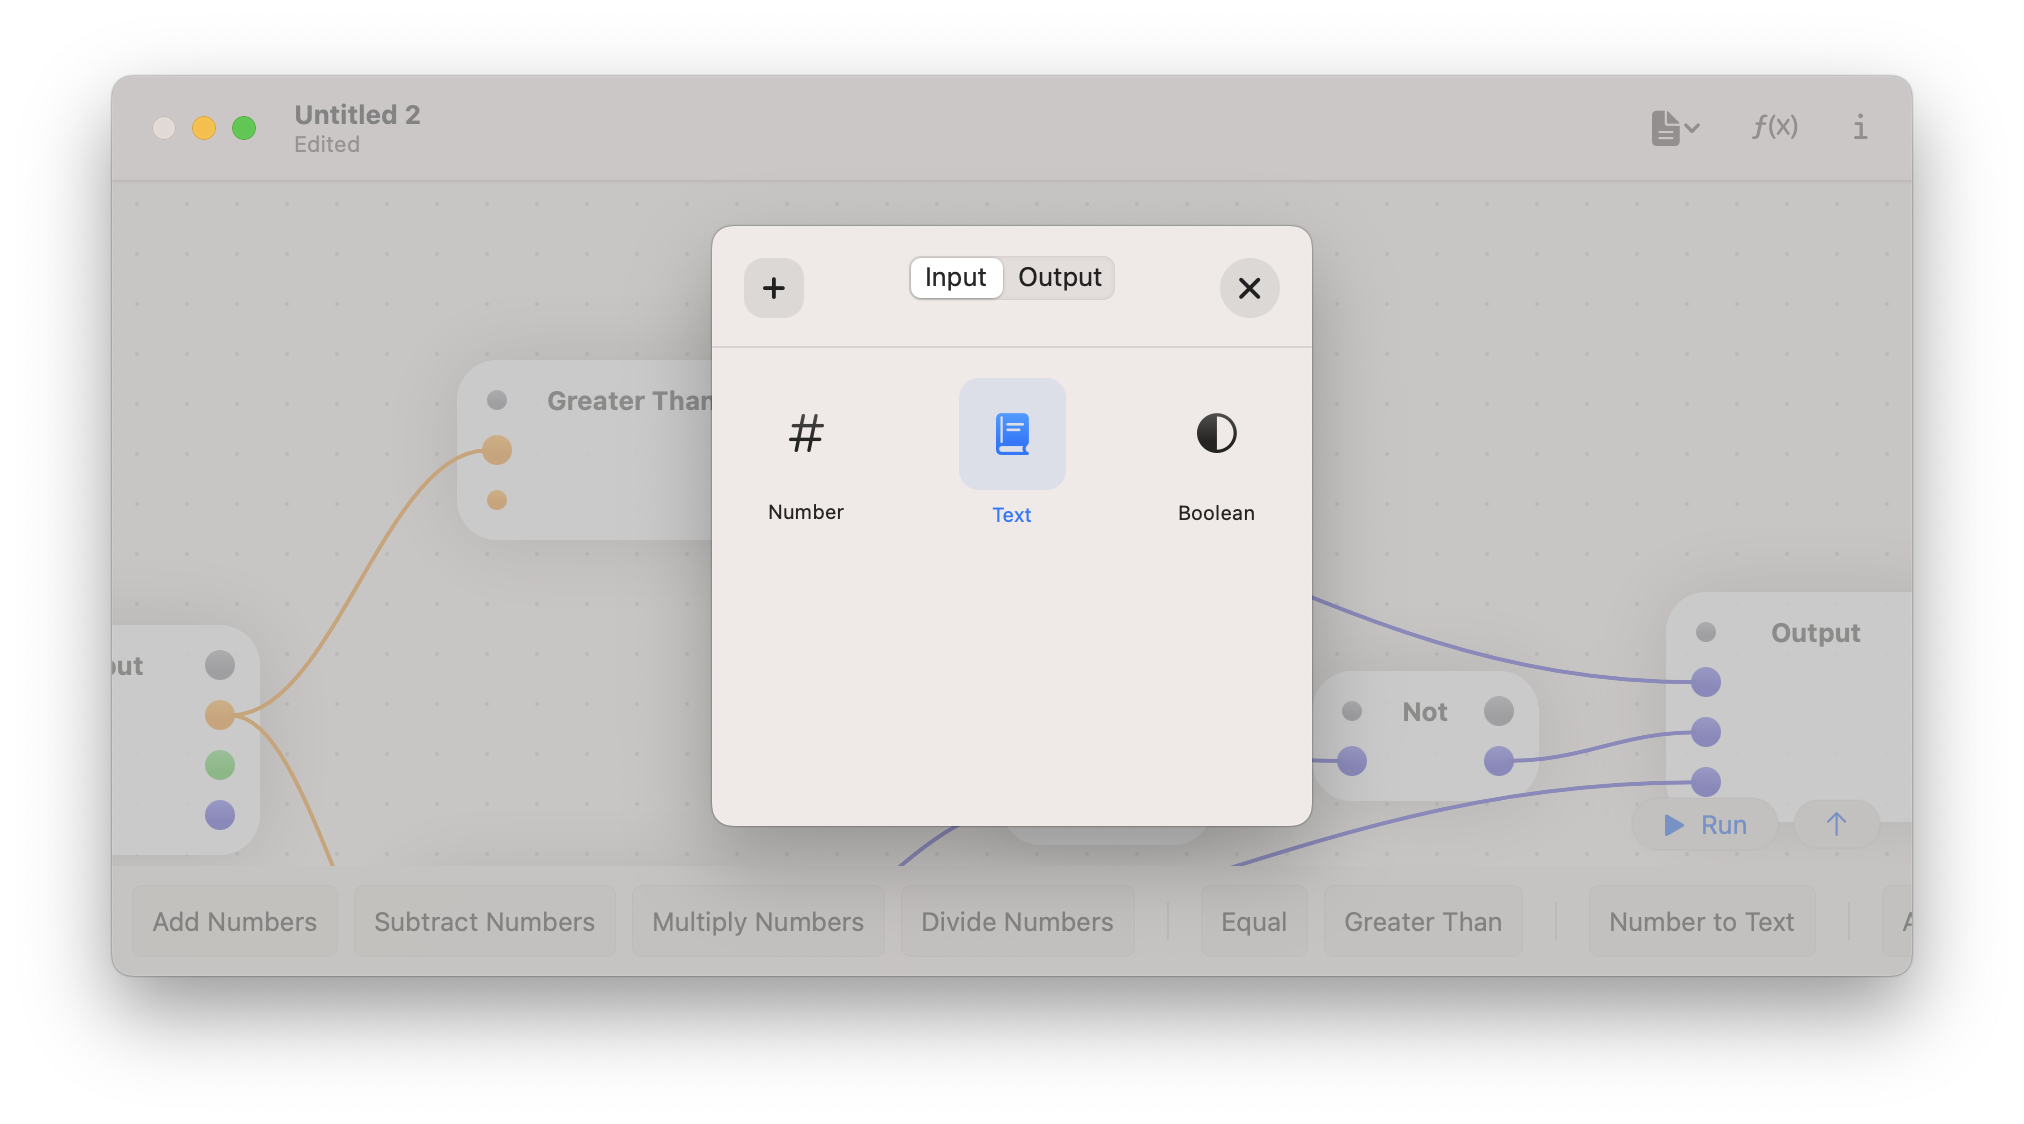 Untitled 2
Edited
f(x)
i
Input Output
Greater Than
Number
Text
Boolean
Output
Not
Run
Add Numbers
Subtract Numbers
Multiply Numbers
Divide Numbers
Equal
Greater Than
Number to Text